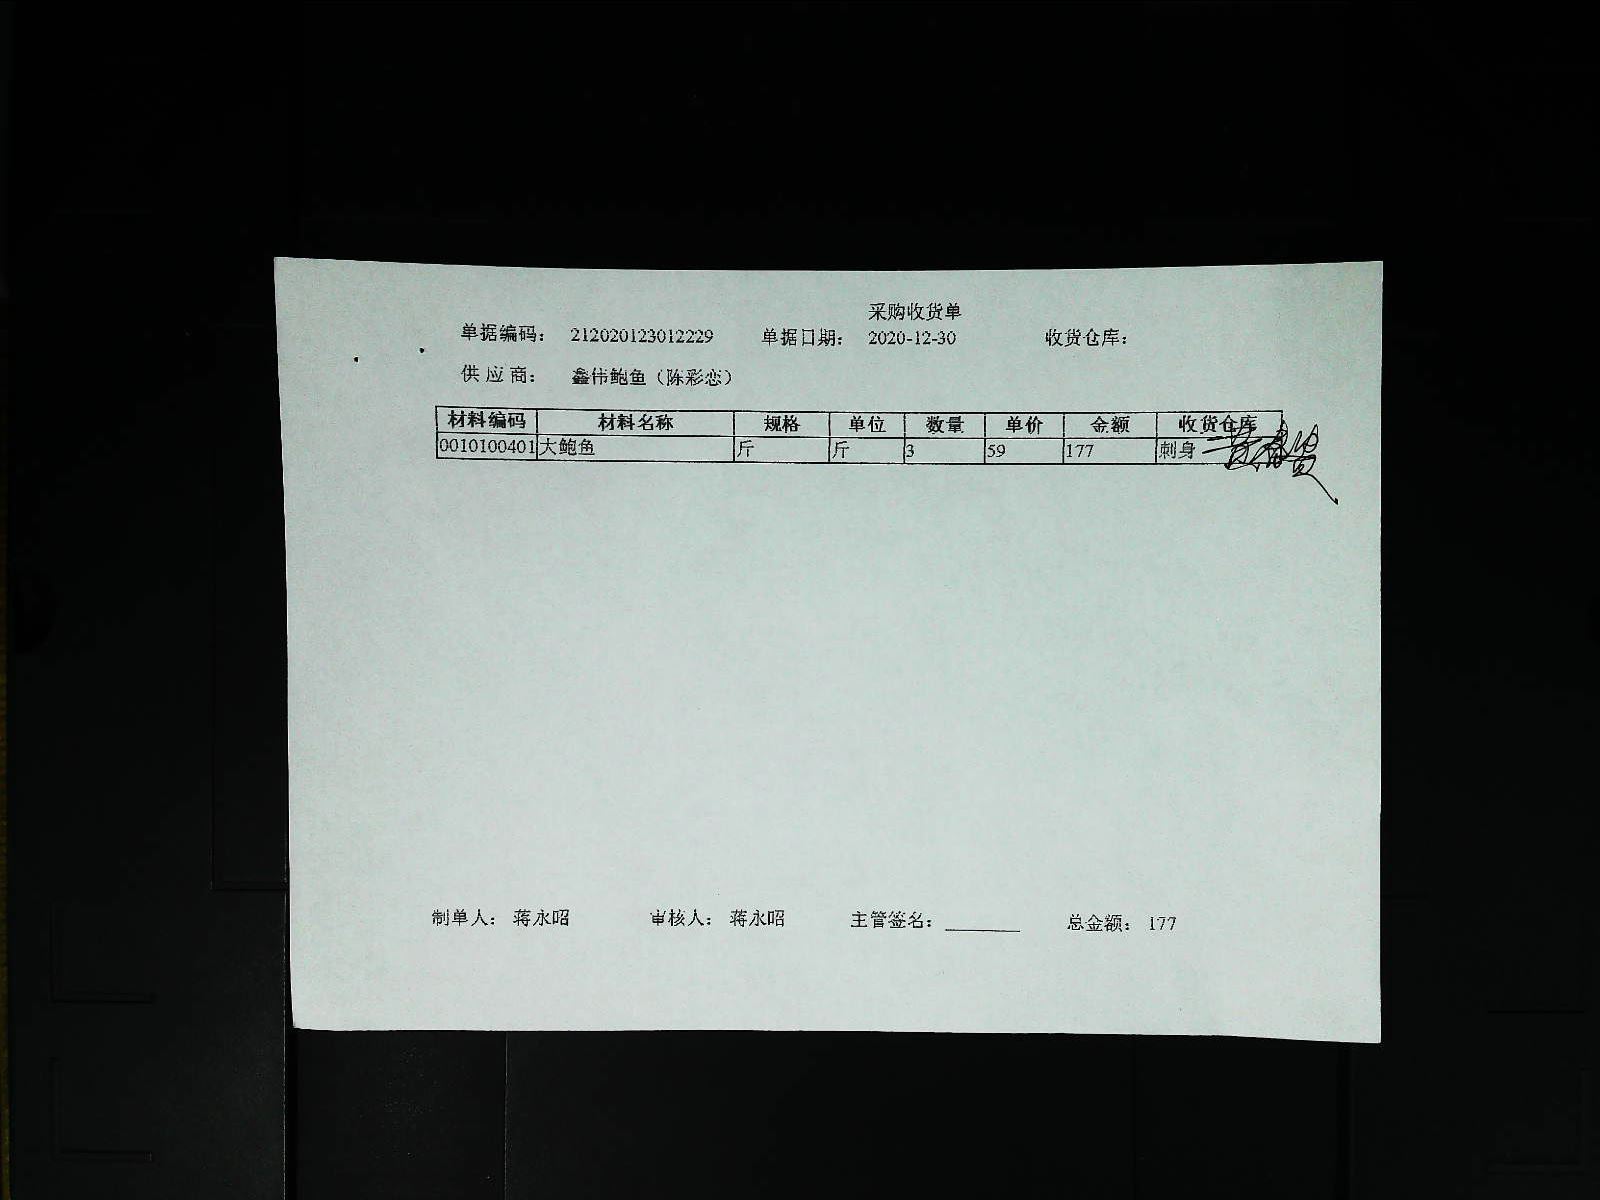 采购收货单
单据编码： 212020123012229 单据日期： 2020-12-30 收货仓库：
供 应 商： 鑫伟鲍鱼（陈彩恋）
材料编码 材料名称 规格 单位 数量 单价 金额 收货仓库
0010100401 大鲍鱼 斤 斤 3 59 177 刺身
制单人： 蒋永昭 审核人： 蒋永昭 主管签名：________ 总金额： 177